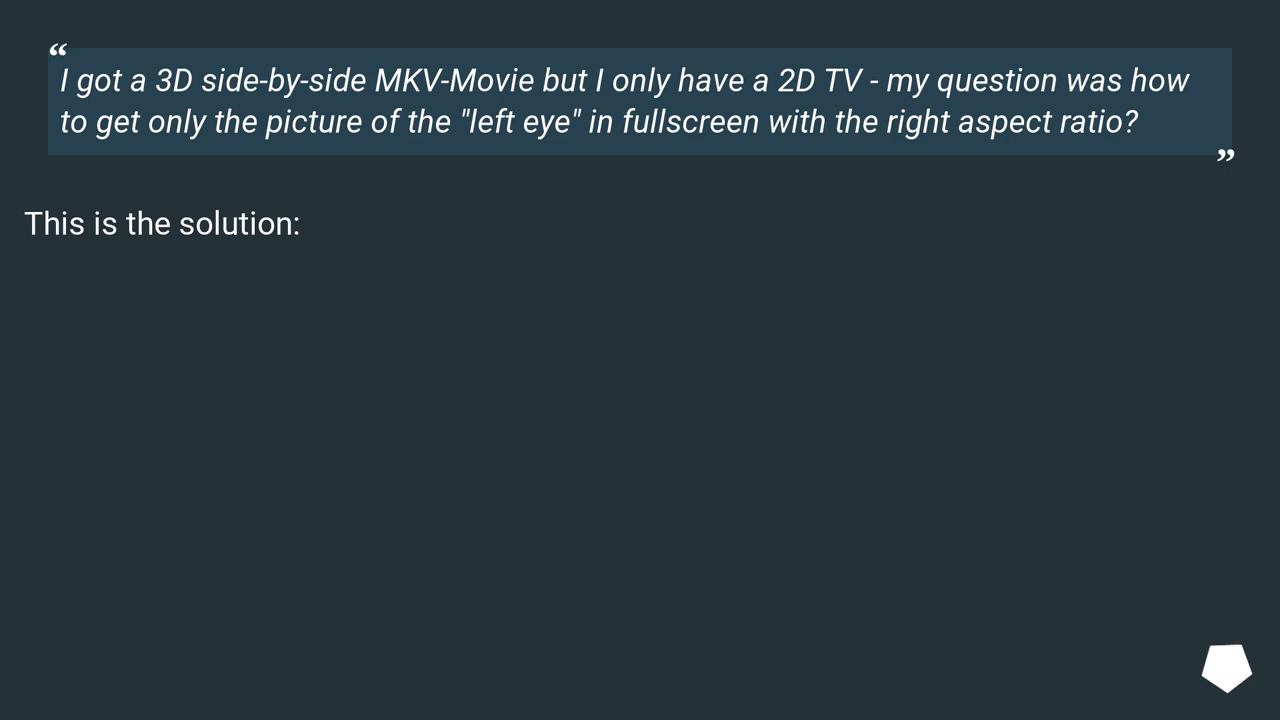 “
I got a 3D side-by-side MKV-Movie but I only have a 2D TV - my question was how
to get only the picture of the "left eye" in fullscreen with the right aspect ratio?
”
This is the solution: